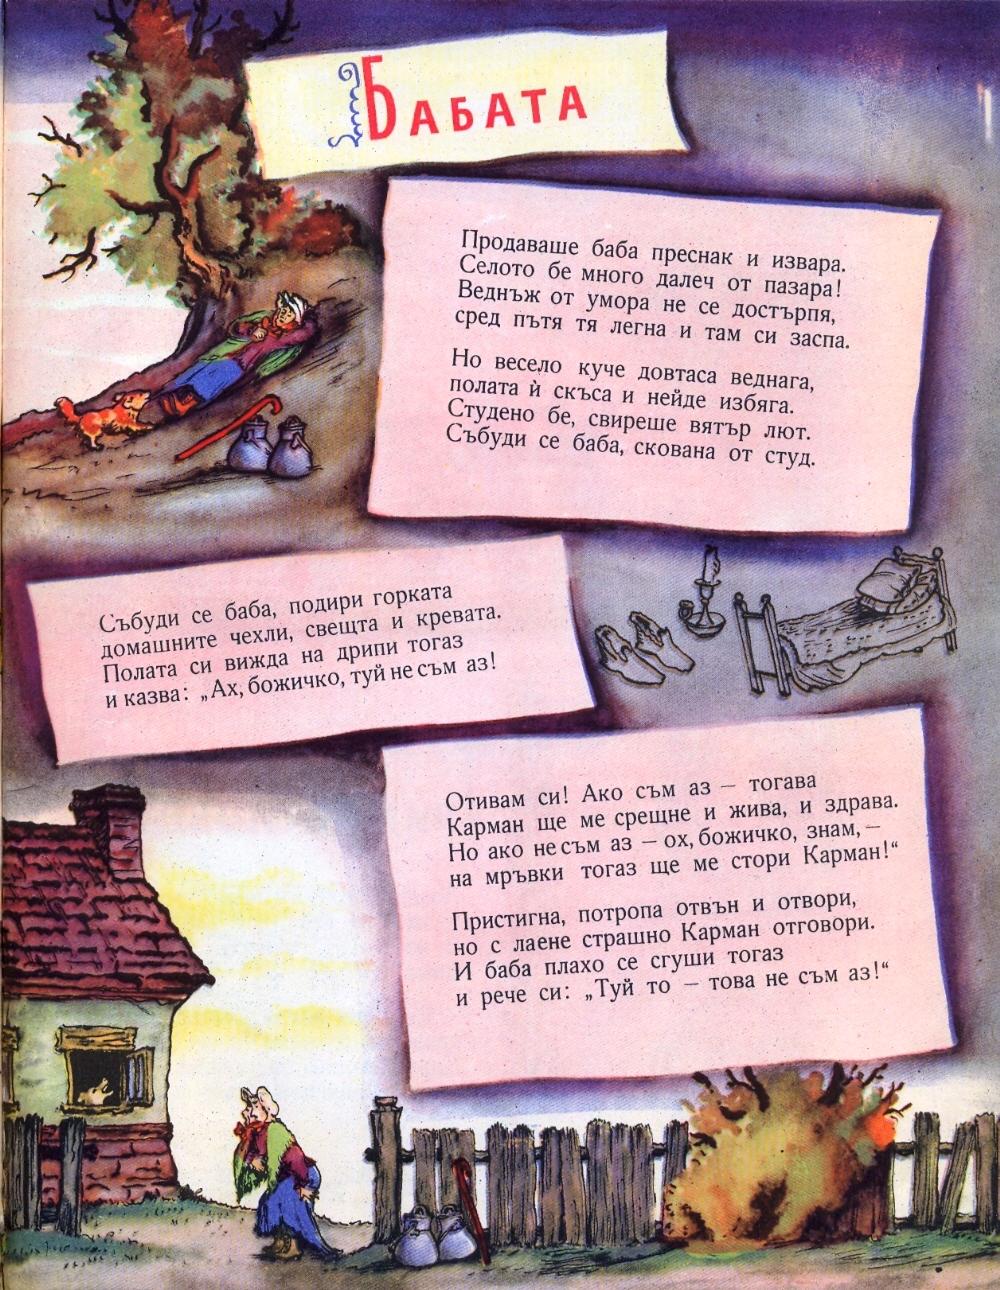 Бабата
Продаваше баба преснак и извара.
Селото бе много далеч от пазара!
Веднъж от умора не се достърпя,
сред пътя тя легна и там си заспа.
Но весело куче довтаса веднага,
полата ѝ скъса и нейде избяга.
Студено бе, свиреше вятър лют.
Събуди се баба, скована от студ.
Събуди се баба, подири горката
домашните чехли, свещта и кревата.
Полата си вижда на дрипи тогаз
и казва: „Ах, божичко, туй не съм аз!
Отивам си! Ако съм аз — тогава
Карман ще ме срещне и жива, и здрава.
Но ако не съм аз — ох, божичко, знам, —
на мръвки тогаз ще ме стори Карман!“
Пристигна, потропа отвън и отвори,
но с лаене страшно Карман отговори.
И баба плахо се сгуши тогаз
и рече си: „Туй то — това не съм аз!“